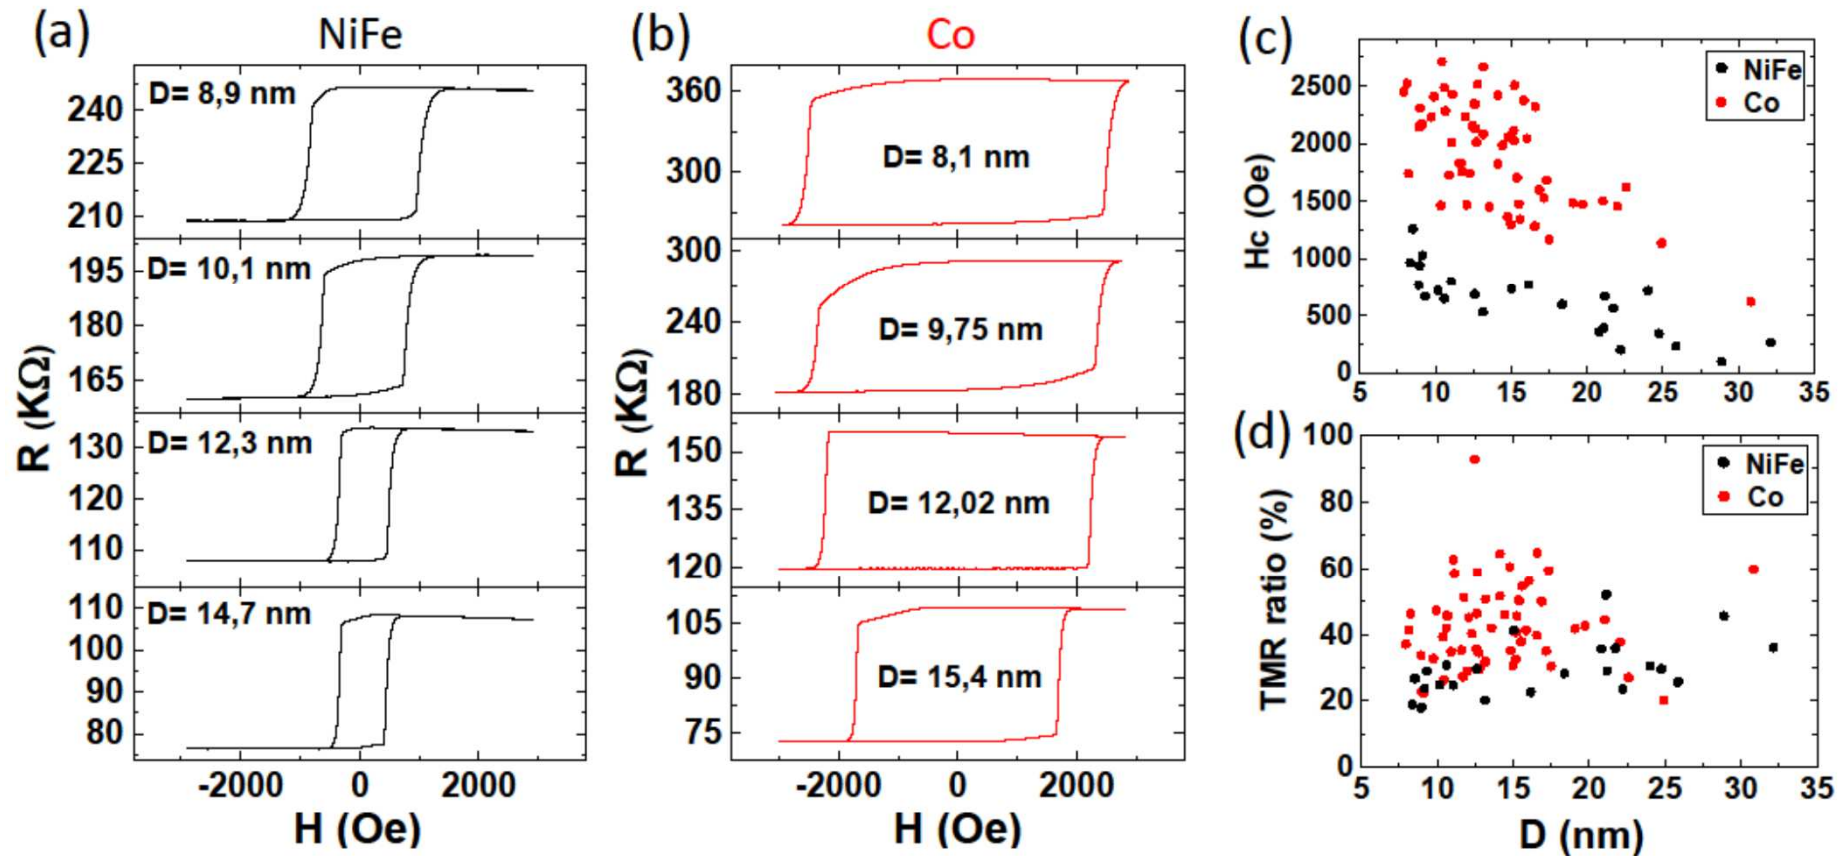 (a)
NiFe
D= 8,9 nm
240
225
210
D= 10,1 nm
195
180
165
D= 12,3 nm
130
120
110
D= 14,7 nm
110
100
90
80
R (KΩ)
-2000 0 2000
H (Oe)
(b)
Co
360
300
D= 8,1 nm
300
240
180
D= 9,75 nm
150
135
120
D= 12,02 nm
105
90
75
D= 15,4 nm
R (KΩ)
-2000 0 2000
H (Oe)
(c)
NiFe
Co
2500
2000
1500
1000
500
0
Hc (Oe)
5 10 15 20 25 30 35
(d)
NiFe
Co
100
80
60
40
20
0
TMR ratio (%)
5 10 15 20 25 30 35
D (nm)